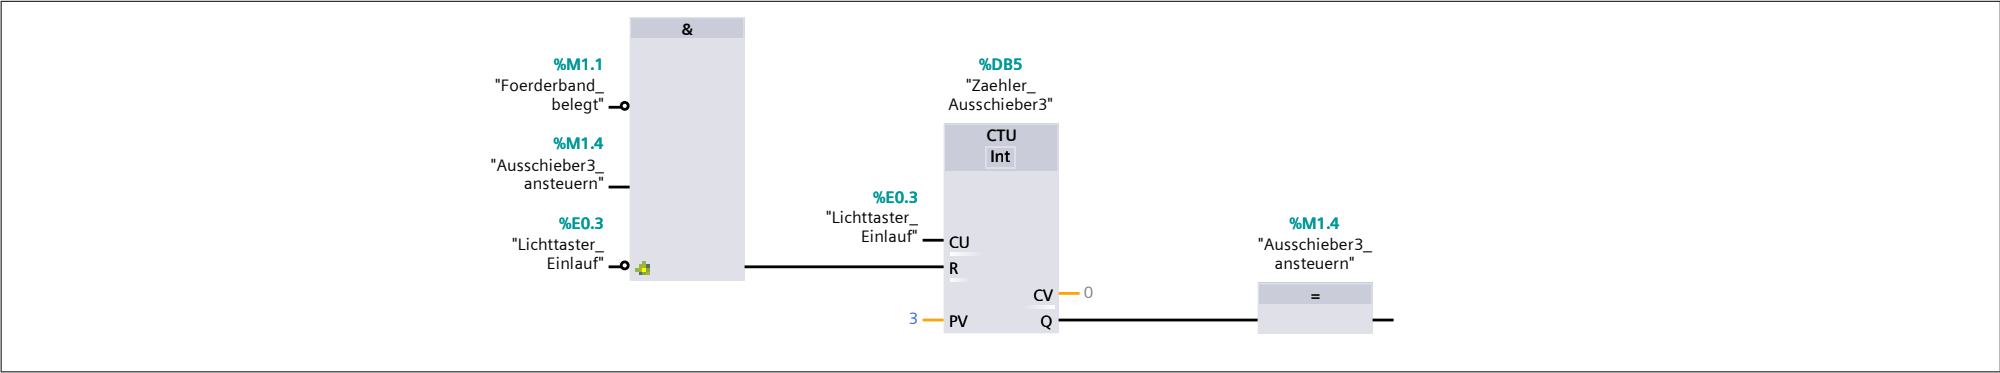 &
%M1.1
"Foerderband_
belegt"
%M1.4
"Ausschieber3_
ansteuern"
%E0.3
"Lichttaster_
Einlauf"
%DB5
"Zaehler_
Ausschieber3"
CTU
Int
%E0.3
"Lichttaster_
Einlauf"
CU
R
CV
0
3
PV
Q
%M1.4
"Ausschieber3_
ansteuern"
=